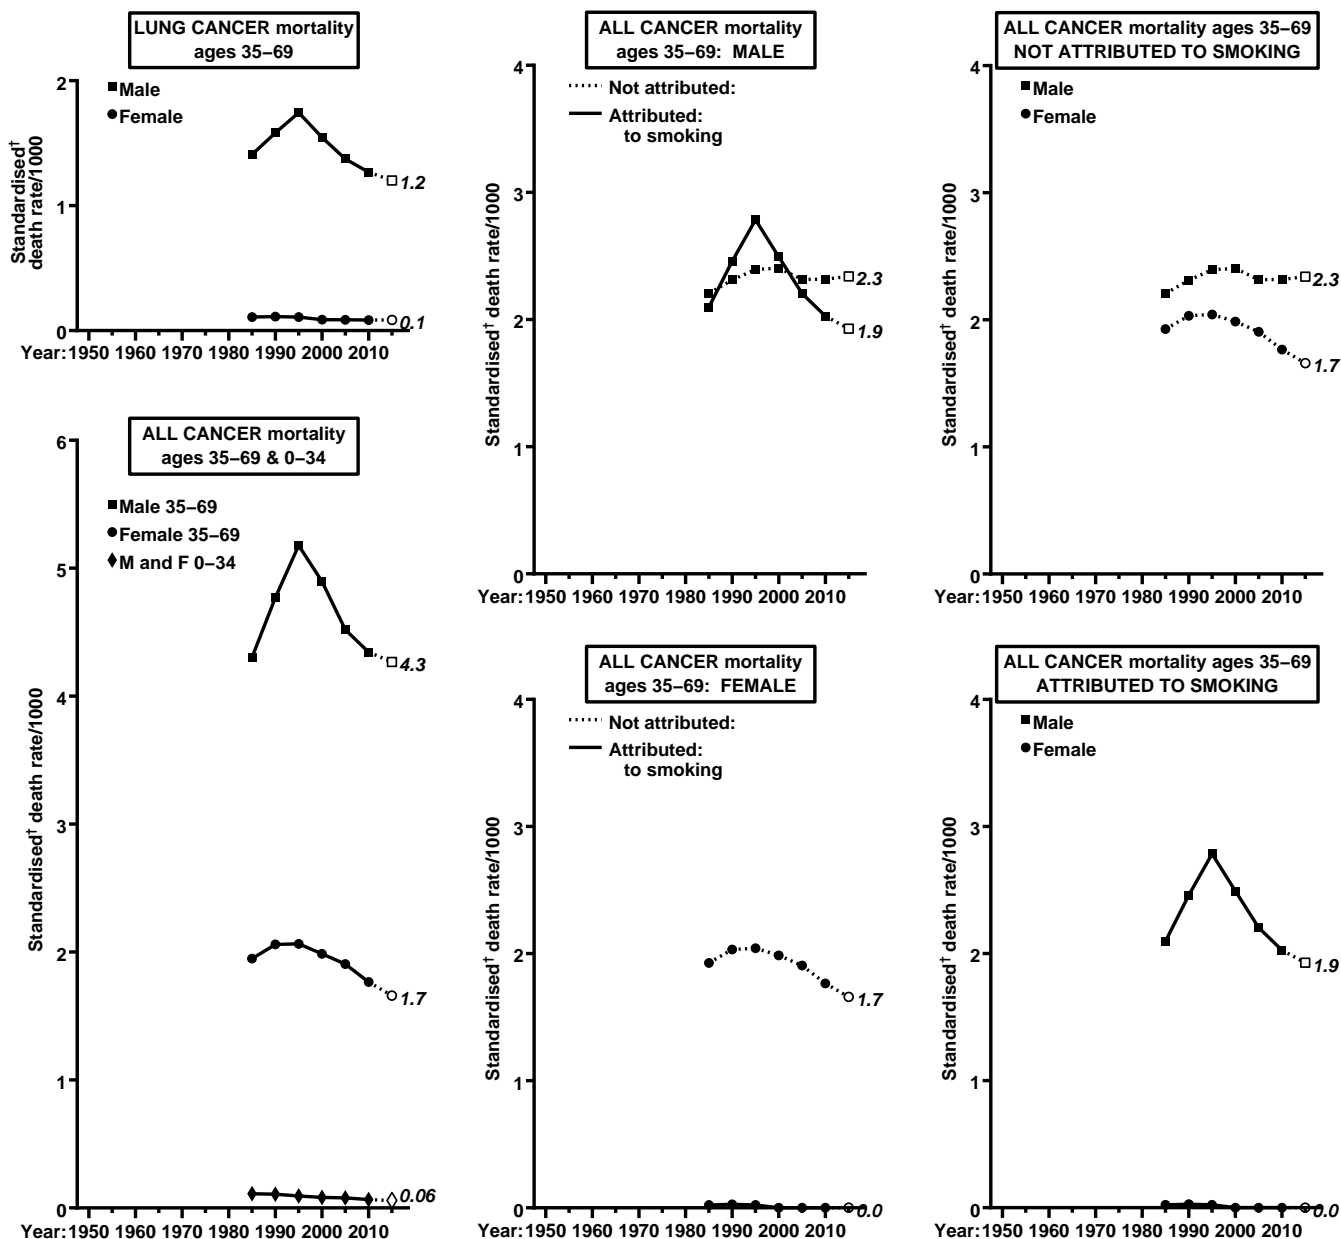 LUNG CANCER mortality
ages 35–69
2
1
0
Standardised†
death rate/1000
Male
Female
1.2
0.1
Year: 1950 1960 1970 1980 1990 2000 2010
ALL CANCER mortality
ages 35–69: MALE
4
3
2
1
0
Standardised† death rate/1000
Not attributed:
Attributed:
to smoking
2.3
1.9
Year: 1950 1960 1970 1980 1990 2000 2010
ALL CANCER mortality ages 35–69
NOT ATTRIBUTED TO SMOKING
4
3
2
1
0
Standardised† death rate/1000
Male
Female
2.3
1.7
Year: 1950 1960 1970 1980 1990 2000 2010
ALL CANCER mortality
ages 35–69 & 0–34
6
5
4
3
2
1
0
Standardised† death rate/1000
Male 35–69
Female 35–69
M and F 0–34
4.3
1.7
0.06
Year: 1950 1960 1970 1980 1990 2000 2010
ALL CANCER mortality
ages 35–69: FEMALE
4
3
2
1
0
Standardised† death rate/1000
Not attributed:
Attributed:
to smoking
1.7
0.0
Year: 1950 1960 1970 1980 1990 2000 2010
ALL CANCER mortality ages 35–69
ATTRIBUTED TO SMOKING
4
3
2
1
0
Standardised† death rate/1000
Male
Female
1.9
0.0
Year: 1950 1960 1970 1980 1990 2000 2010